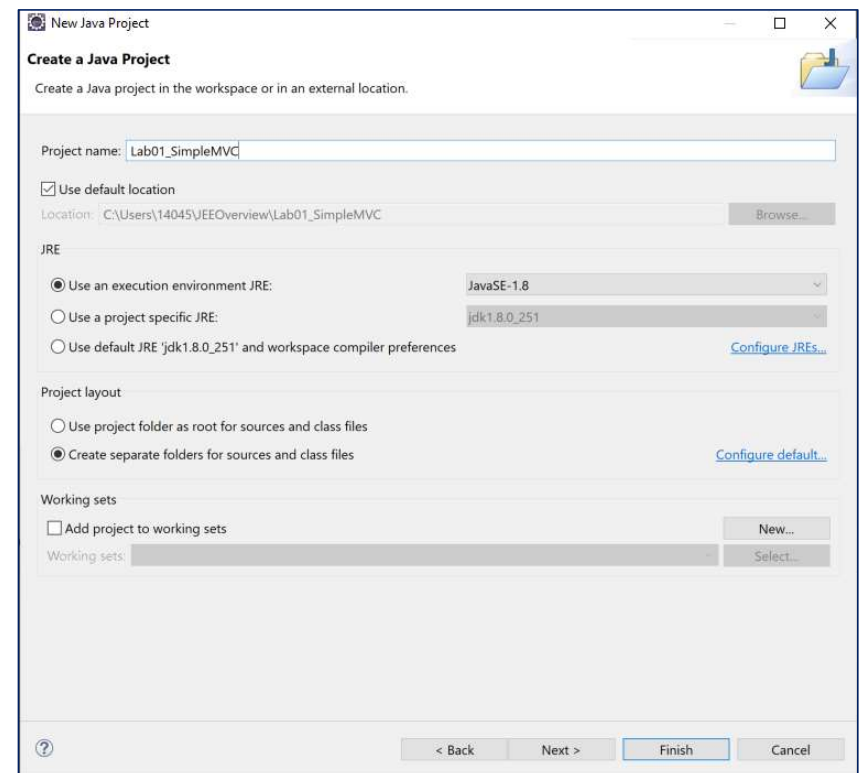 New Java Project
Create a Java Project
Create a Java project in the workspace or in an external location.
Project name: Lab01_SimpleMVC
Use default location
Location: C:\Users\14045\JEEOverview\Lab01_SimpleMVC Browse...
JRE
Use an execution environment JRE: JavaSE-1.8
Use a project specific JRE: jdk1.8.0_251
Use default JRE 'jdk1.8.0_251' and workspace compiler preferences Configure JREs...
Project layout
Use project folder as root for sources and class files
Create separate folders for sources and class files Configure default...
Working sets
Add project to working sets New...
Working sets: Select...
? < Back Next > Finish Cancel